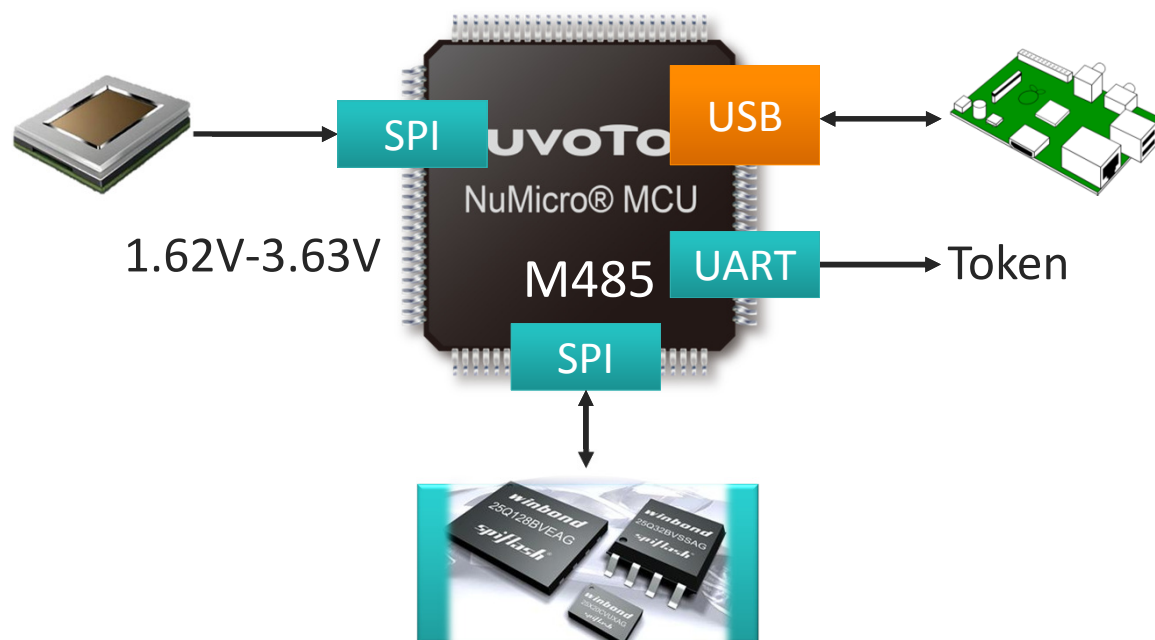 SPI
USB
uvoTo
NuMicro® MCU
1.62V-3.63V
M485
UART
Token
SPI
winbond
25Q128BVEAG
spiflash®
winbond
25Q32BVSSAG
spiflash®
winbond